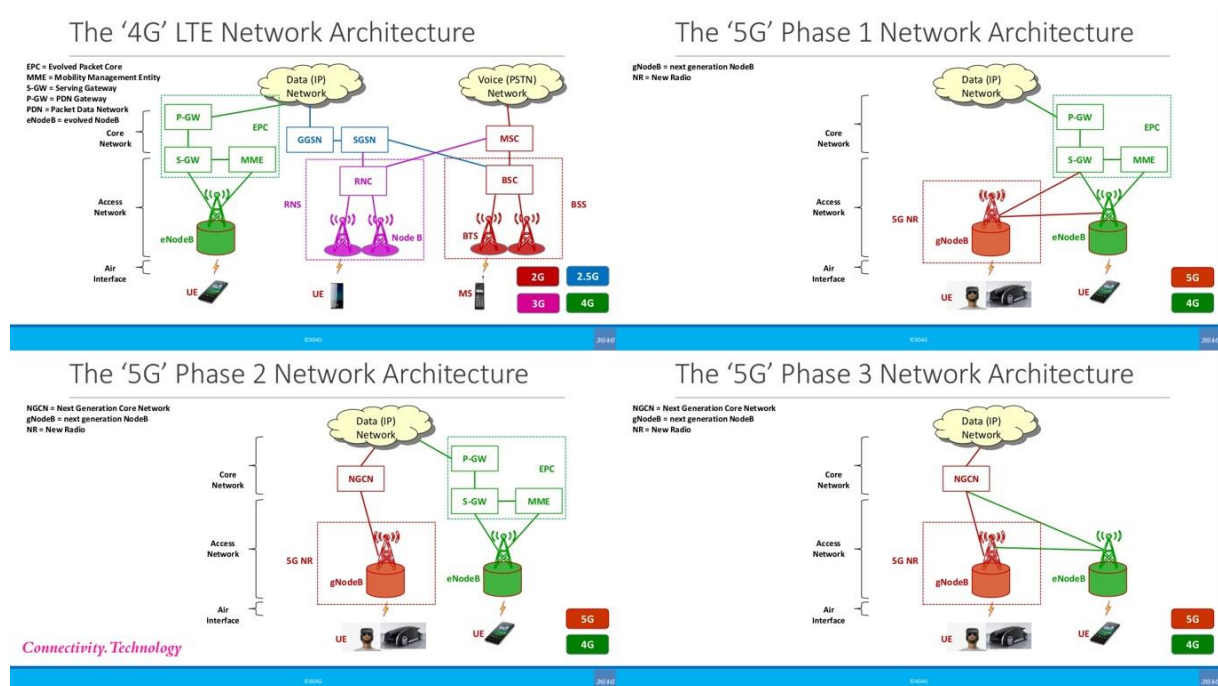 The ‘4G’ LTE Network Architecture
EPC = Evolved Packet Core
MME = Mobility Management Entity
S-GW = Serving Gateway
P-GW = PDN Gateway
PDN = Packet Data Network
eNodeB = evolved NodeB
Data (IP)
Network
Voice (PSTN)
Network
Core
Network
P-GW
EPC
GGSN
SGSN
MSC
S-GW
MME
RNC
BSC
Access
Network
RNS
BSS
eNodeB
Node B
BTS
Air
Interface
UE
UE
MS
2G
2.5G
3G
4G
©3G4G
3G4G
The ‘5G’ Phase 1 Network Architecture
gNodeB = next generation NodeB
NR = New Radio
Data (IP)
Network
Core
Network
P-GW
EPC
S-GW
MME
Access
Network
5G NR
gNodeB
eNodeB
Air
Interface
UE
UE
5G
4G
©3G4G
3G4G
The ‘5G’ Phase 2 Network Architecture
NGCN = Next Generation Core Network
gNodeB = next generation NodeB
NR = New Radio
Data (IP)
Network
Core
Network
NGCN
P-GW
EPC
S-GW
MME
Access
Network
5G NR
gNodeB
eNodeB
Air
Interface
UE
UE
5G
4G
Connectivity.Technology
©3G4G
3G4G
The ‘5G’ Phase 3 Network Architecture
NGCN = Next Generation Core Network
gNodeB = next generation NodeB
NR = New Radio
Data (IP)
Network
Core
Network
NGCN
Access
Network
5G NR
gNodeB
eNodeB
Air
Interface
UE
UE
5G
4G
©3G4G
3G4G